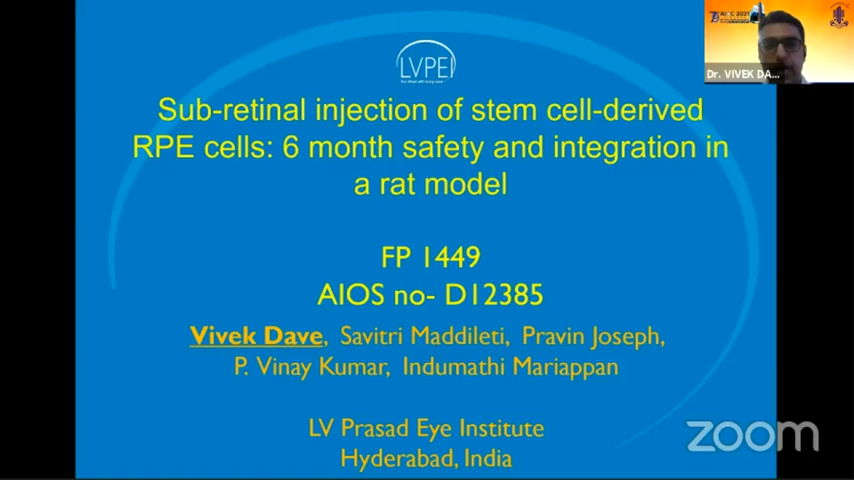 LVPEI
Sub-retinal injection of stem cell-derived
RPE cells: 6 month safety and integration in
a rat model
FP 1449
AIOS no- D12385
Vivek Dave, Savitri Maddileti, Pravin Joseph,
P. Vinay Kumar, Indumathi Mariappan
LV Prasad Eye Institute
Hyderabad, India
2021
Dr. VIVEK DA...
zoom